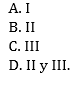 A. I
B. II
C. III
D. II y III.